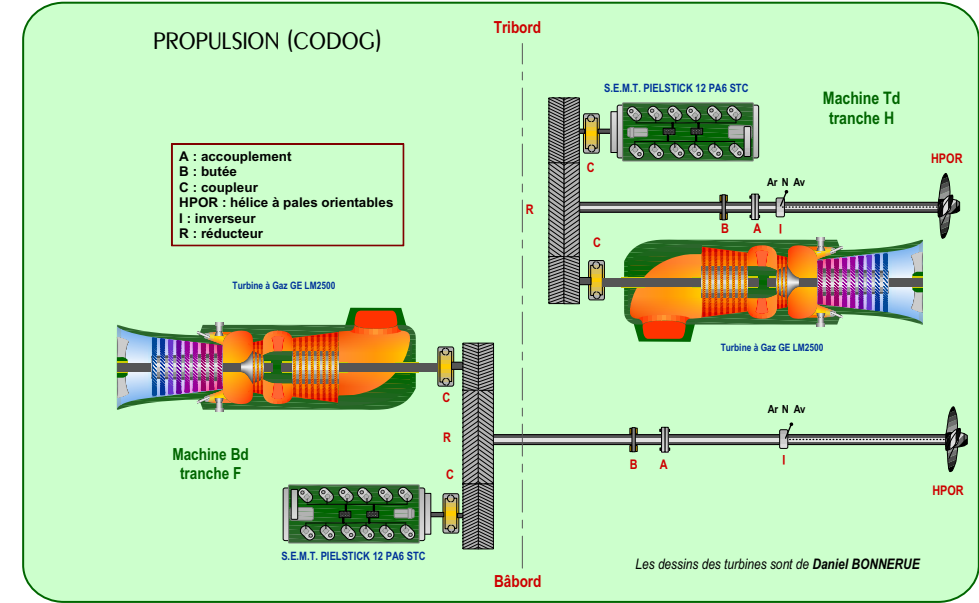 PROPULSION (CODOG)
Tribord
S.E.M.T. PIELSTICK 12 PA6 STC
Machine Td
tranche H
A : accouplement
B : butée
C : coupleur
HPOR : hélice à pales orientables
I : inverseur
R : réducteur
C
HPOR
Ar N Av
R
B
A
I
C
Turbine à Gaz GE LM2500
Turbine à Gaz GE LM2500
C
Ar N Av
R
Machine Bd
tranche F
B
A
I
C
HPOR
S.E.M.T. PIELSTICK 12 PA6 STC
Les dessins des turbines sont de Daniel BONNERUE
Bâbord